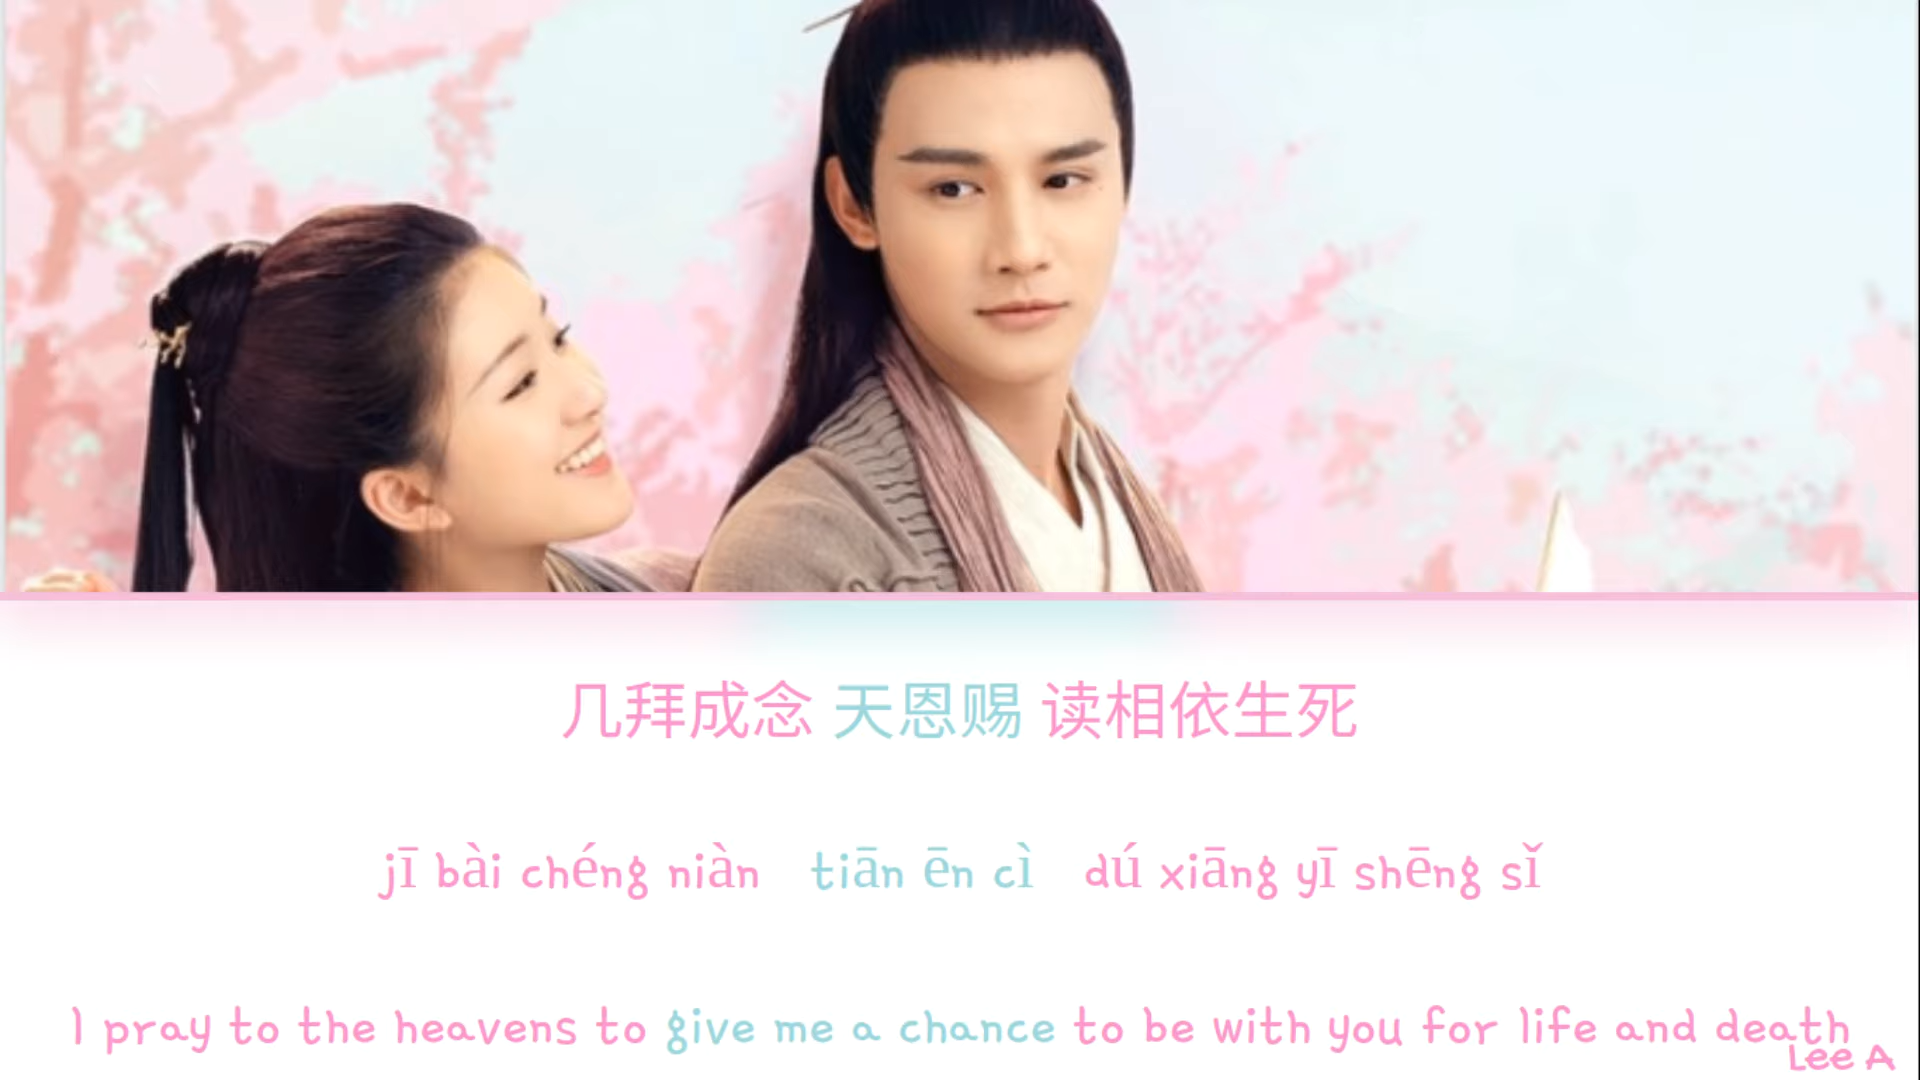 几拜成念 天恩赐 读相依生死
jī bài chéng niàn tiān ēn cì dú xiāng yī shēng sǐ
I pray to the heavens to give me a chance to be with you for life and death
Lee A